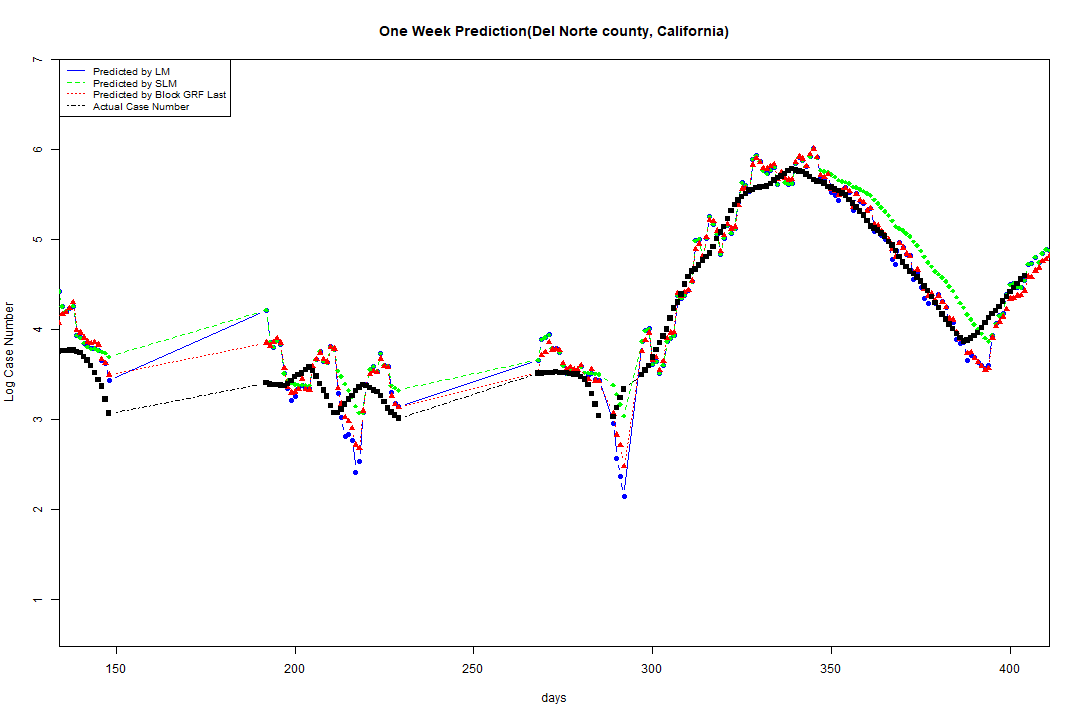 One Week Prediction(Del Norte county, California)
Predicted by LM
Predicted by SLM
Predicted by Block GRF Last
Actual Case Number
7
6
5
4
3
2
1
Log Case Number
150 200 250 300 350 400
days